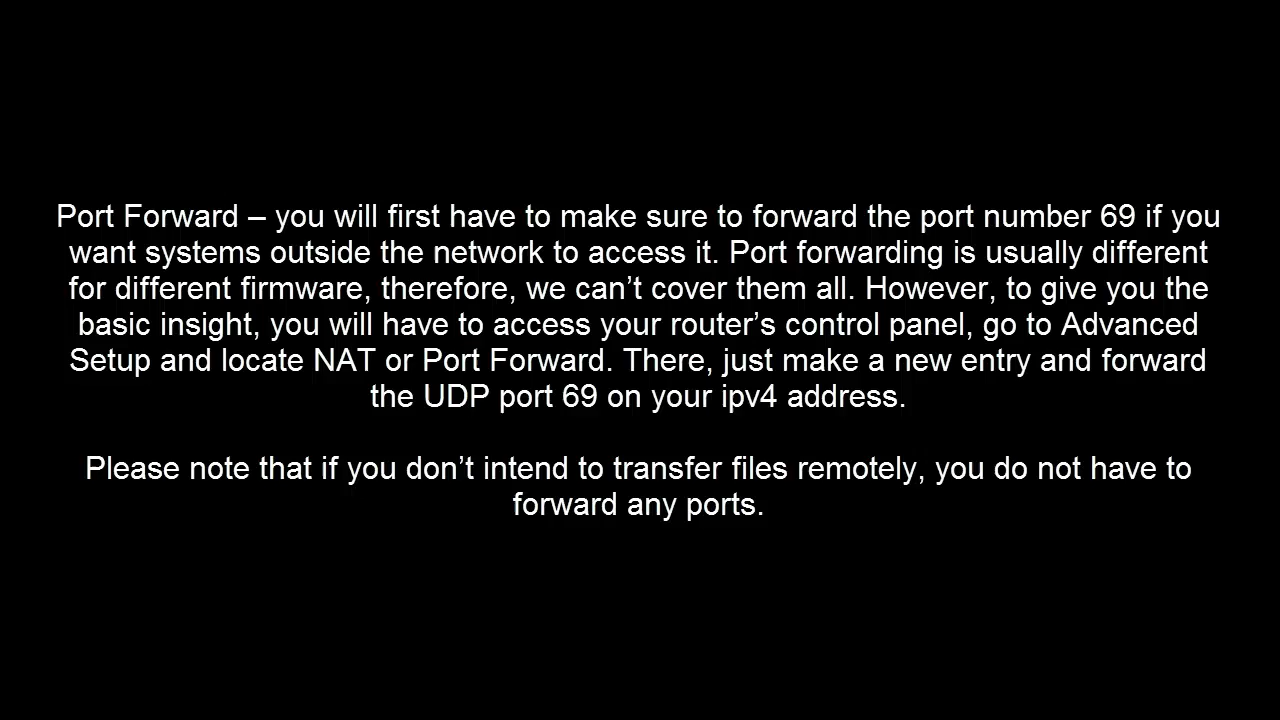 Port Forward – you will first have to make sure to forward the port number 69 if you
want systems outside the network to access it. Port forwarding is usually different
for different firmware, therefore, we can’t cover them all. However, to give you the
basic insight, you will have to access your router’s control panel, go to Advanced
Setup and locate NAT or Port Forward. There, just make a new entry and forward
the UDP port 69 on your ipv4 address.
Please note that if you don’t intend to transfer files remotely, you do not have to
forward any ports.